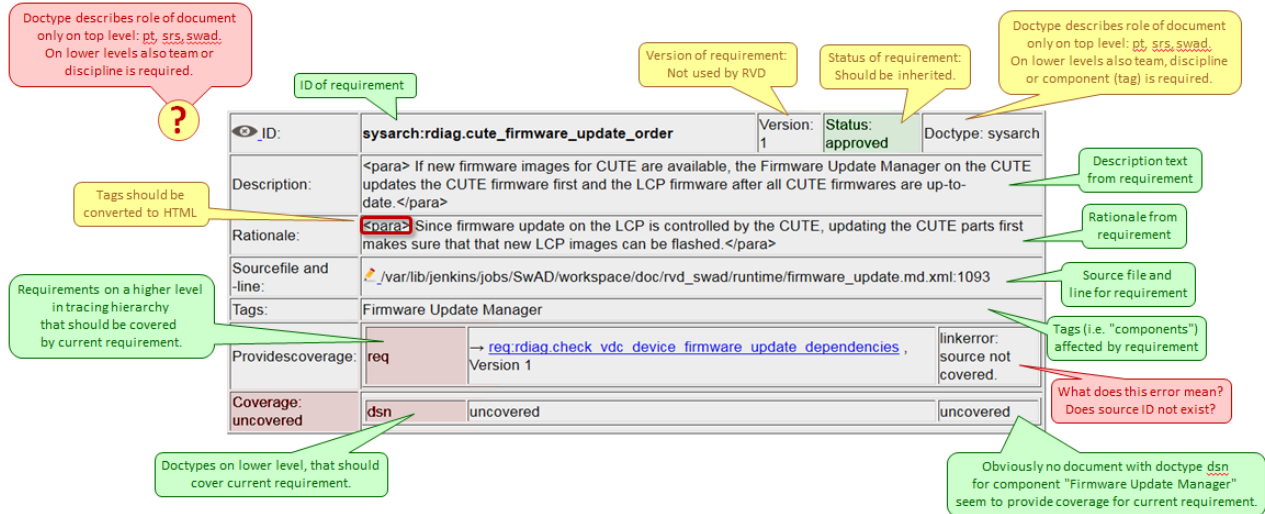 Doctype describes role of document
only on top level: pt, srs, swad.
On lower levels also team or
discipline is required.
?
ID of requirement
Version of requirement:
Not used by RVD
Status of requirement:
Should be inherited.
Doctype describes role of document
only on top level: pt, srs, swad.
On lower levels also team, discipline
or component (tag) is required.
ID:
sysarch:rdiag.cute_firmware_update_order
Version:
1
Status:
approved
Doctype: sysarch
Description:
<para> If new firmware images for CUTE are available, the Firmware Update Manager on the CUTE
updates the CUTE firmware first and the LCP firmware after all CUTE firmwares are up-to-
date.</para>
Description text
from requirement
Tags should be
converted to HTML
Rationale:
<para> Since firmware update on the LCP is controlled by the CUTE, updating the CUTE parts first
makes sure that that new LCP images can be flashed.</para>
Rationale from
requirement
Sourcefile and
-line:
/var/lib/jenkins/jobs/SwAD/workspace/doc/rvd_swad/runtime/firmware_update.md.xml:1093
Source file and
line for requirement
Requirements on a higher level
in tracing hierarchy
that should be covered
by current requirement.
Tags:
Firmware Update Manager
Tags (i.e. "components")
affected by requirement
Providescoverage:
req
→ req:rdiag.check_vdc_device_firmware_update_dependencies ,
Version 1
linkerror:
source not
covered.
What does this error mean?
Does source ID not exist?
Coverage:
uncovered
dsn
uncovered
uncovered
Doctypes on lower level, that should
cover current requirement.
Obviously no document with doctype dsn
for component "Firmware Update Manager"
seem to provide coverage for current requirement.